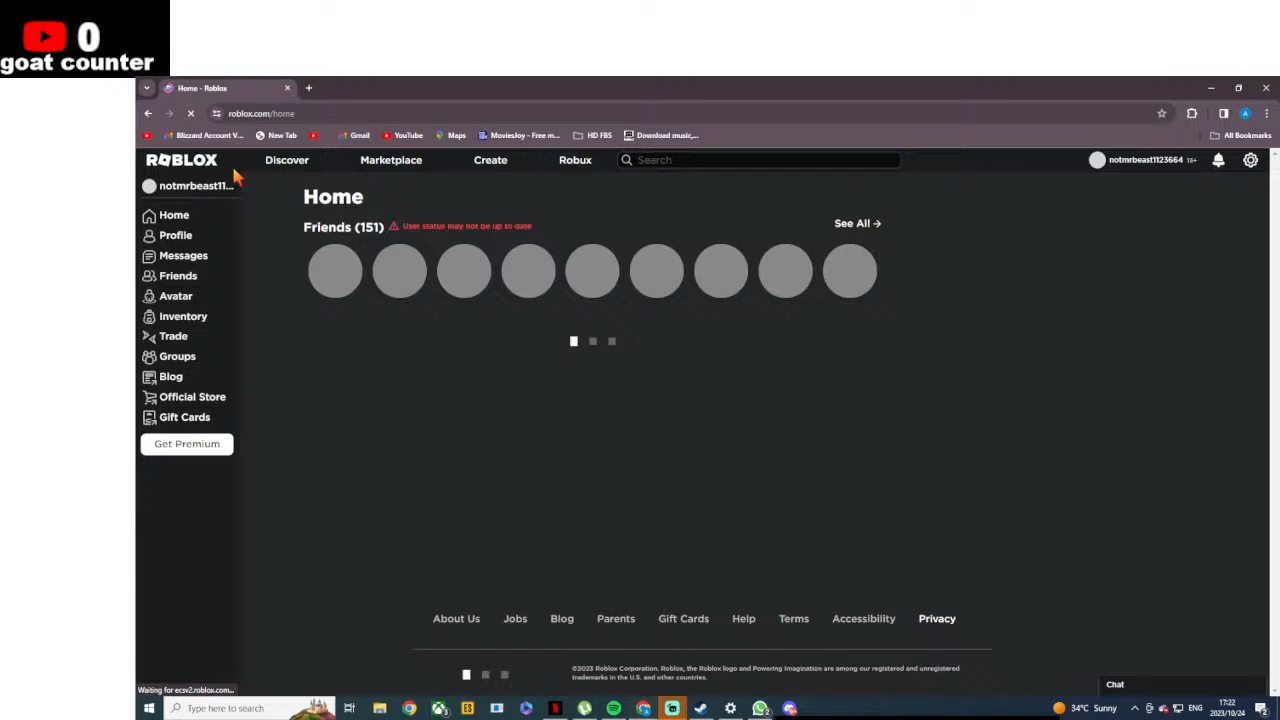 0
goat counter
Home - Roblox
roblox.com/home
Blizzard Account V...
New Tab
Gmail
YouTube
Maps
MoviesJoy - Free m...
HD FBS
Download music,...
All Bookmarks
ROBLOX
Discover
Marketplace
Create
Robux
Search
notmrbeast1123664
13+
notmrbeast11...
Home
Profile
Messages
Friends
Avatar
Inventory
Trade
Groups
Blog
Official Store
Gift Cards
Get Premium
Home
Friends (151)
User status may not be up to date
See All
About Us
Jobs
Blog
Parents
Gift Cards
Help
Terms
Accessibility
Privacy
©2023 Roblox Corporation. Roblox, the Roblox logo and Powering Imagination are among our registered and unregistered
trademarks in the U.S. and other countries.
Chat
Waiting for ecsv2.roblox.com...
Type here to search
34°C Sunny
ENG
17:22
2023/10/24